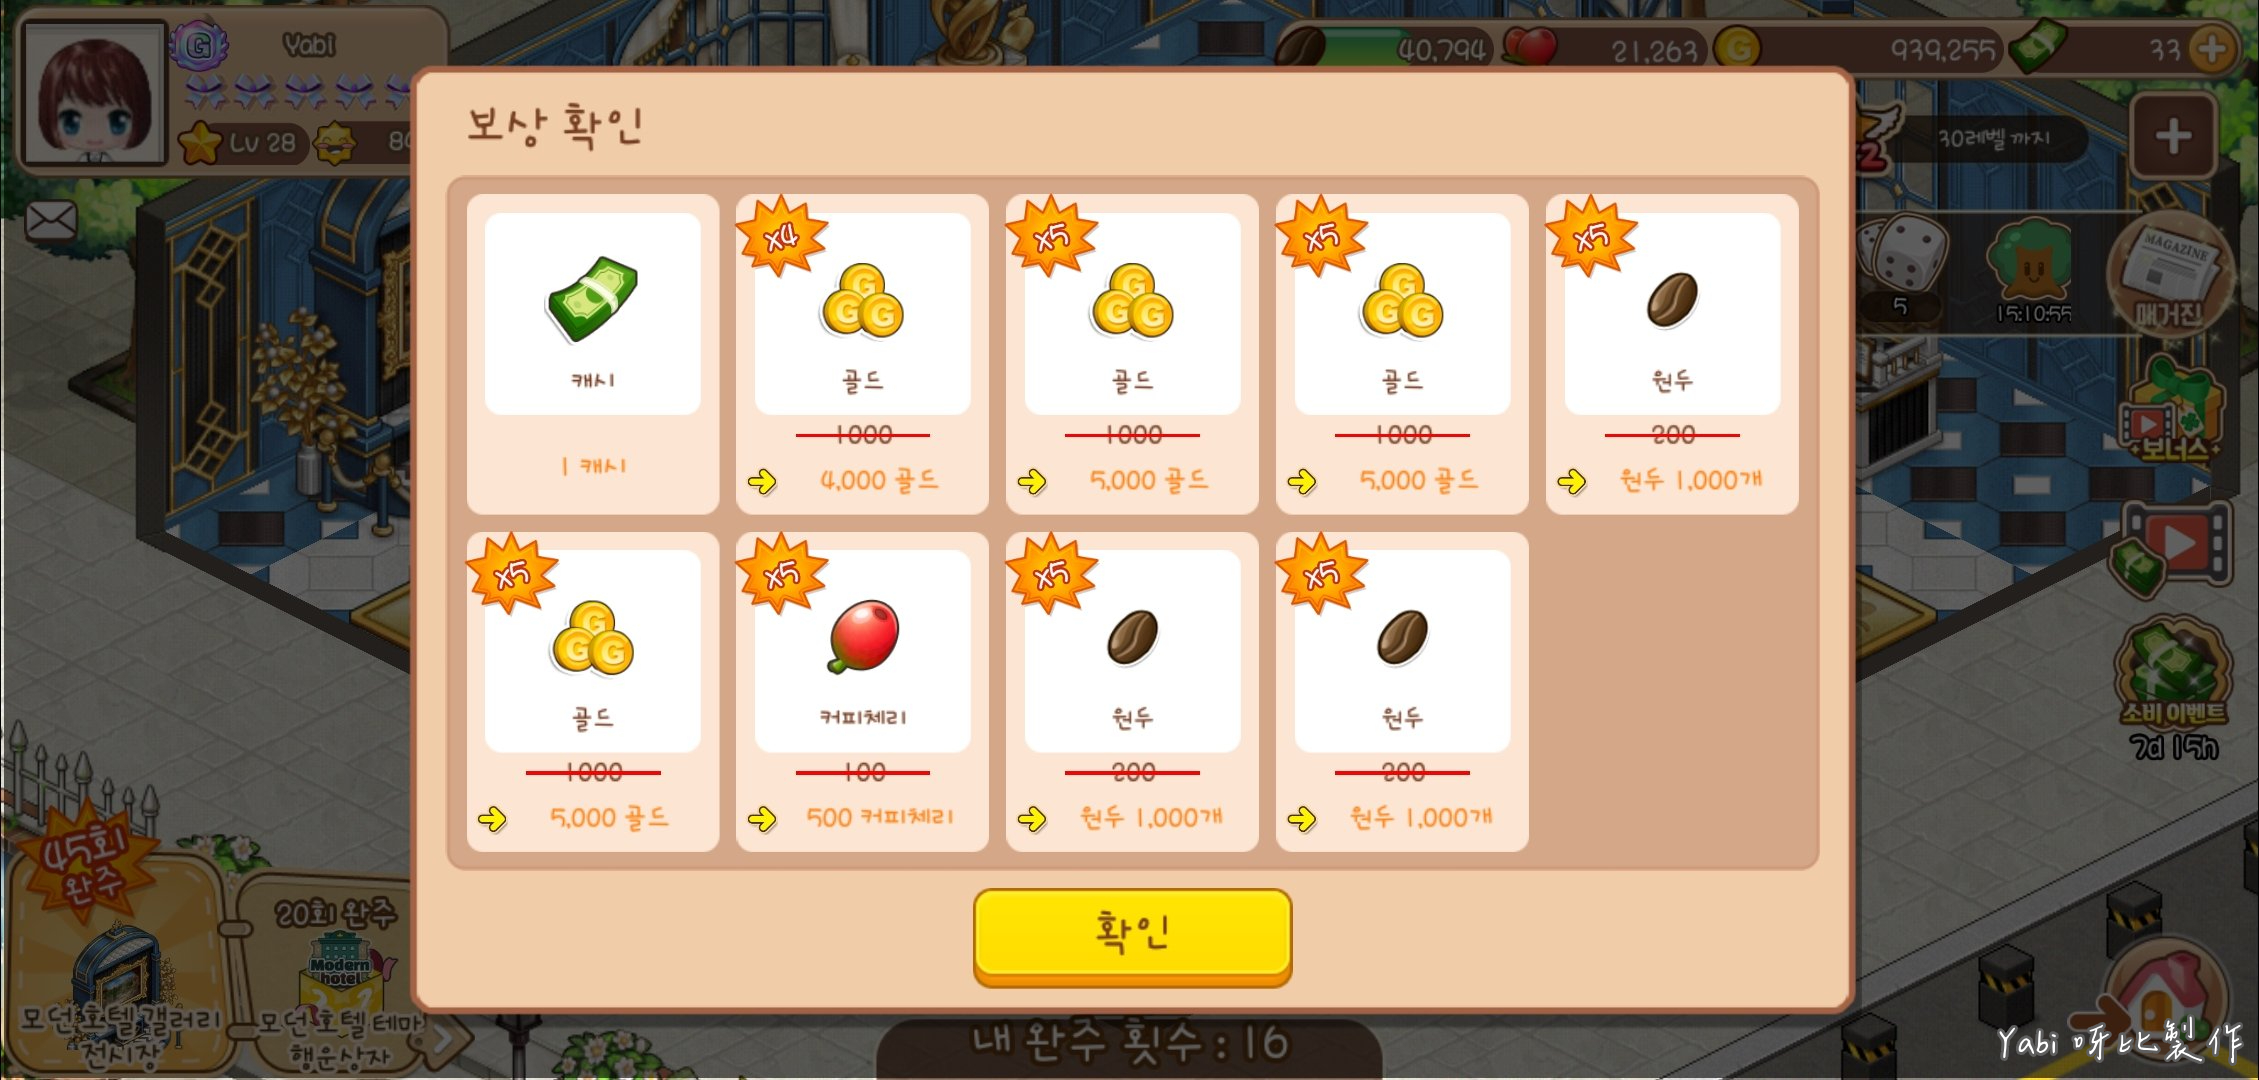 G
Yabi
Lv 28
40,794
21,263
G
939,255
33
30레벨까지
보상 확인
캐시
1 캐시
x4
골드
1000
4,000 골드
x5
골드
1000
5,000 골드
x5
골드
1000
5,000 골드
x5
원두
200
원두 1,000개
x5
골드
1000
5,000 골드
x5
커피체리
100
500 커피체리
x5
원두
200
원두 1,000개
x5
원두
200
원두 1,000개
확인
5
15:10:55
MAGAZINE
매거진
보너스
소비 이벤트
7d 15h
45회
완주
모던 호텔 갤러리
전시장
20회 완주
Modern
hotel
모던 호텔 테마
행운상자
내 완주 횟수 : 16
Yabi 呀比製作